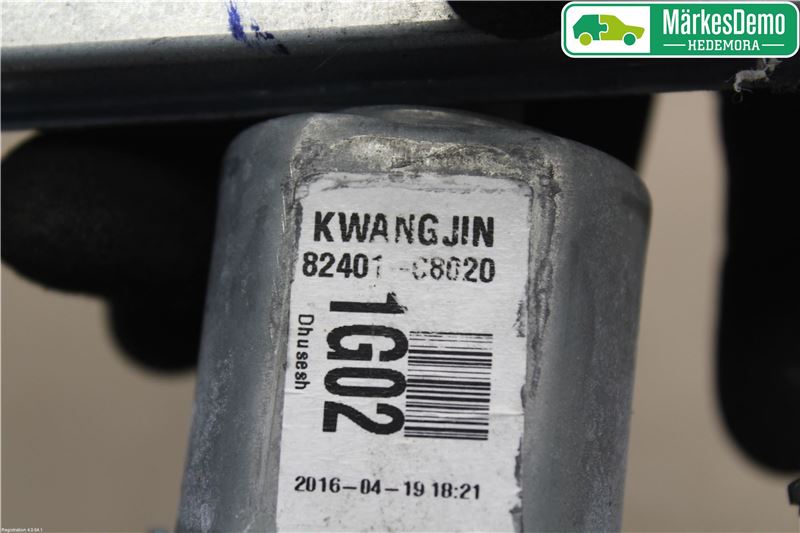 MärkesDemo
HEDEMORA
KWANGJIN
82401-C8020
1G02
Dhusesh
2016-04-19 18:21